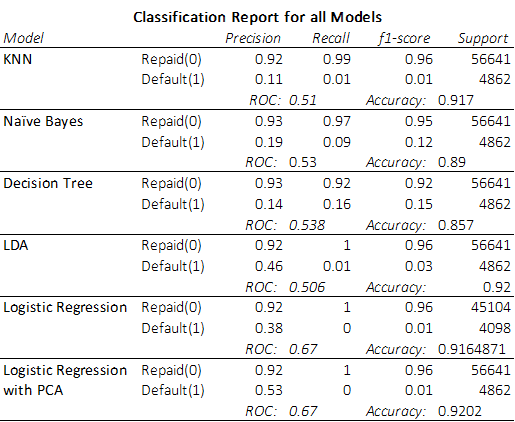 Classification Report for all Models
Model Precision Recall f1-score Support
KNN Repaid(0) 0.92 0.99 0.96 56641
Default(1) 0.11 0.01 0.01 4862
ROC: 0.51 Accuracy: 0.917
Naïve Bayes Repaid(0) 0.93 0.97 0.95 56641
Default(1) 0.19 0.09 0.12 4862
ROC: 0.53 Accuracy: 0.89
Decision Tree Repaid(0) 0.93 0.92 0.92 56641
Default(1) 0.14 0.16 0.15 4862
ROC: 0.538 Accuracy: 0.857
LDA Repaid(0) 0.92 1 0.96 56641
Default(1) 0.46 0.01 0.03 4862
ROC: 0.506 Accuracy: 0.92
Logistic Regression Repaid(0) 0.92 1 0.96 45104
Default(1) 0.38 0 0.01 4098
ROC: 0.67 Accuracy: 0.9164871
Logistic Regression Repaid(0) 0.92 1 0.96 56641
with PCA Default(1) 0.53 0 0.01 4862
ROC: 0.67 Accuracy: 0.9202